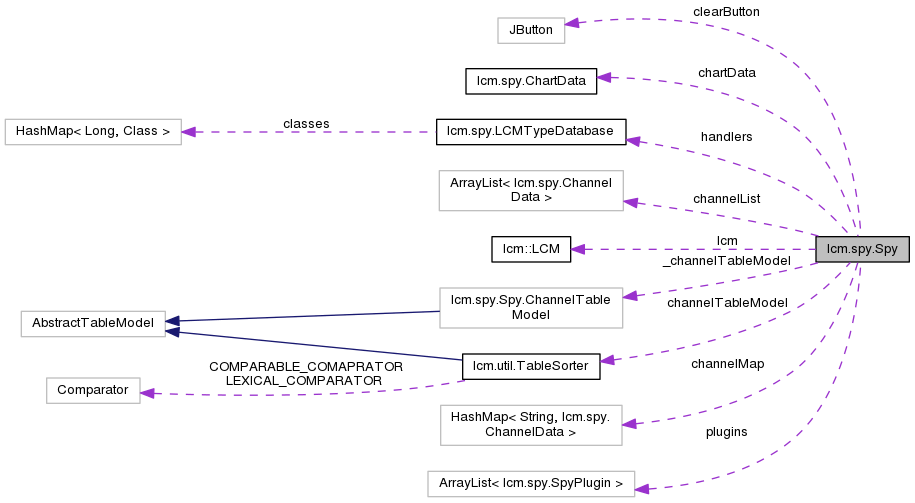 clearButton
JButton
chartData
lcm.spy.ChartData
HashMap< Long, Class >
classes
lcm.spy.LCMTypeDatabase
handlers
ArrayList< lcm.spy.Channel
Data >
channelList
lcm::LCM
lcm
lcm.spy.Spy
_channelTableModel
lcm.spy.Spy.ChannelTable
Model
channelTableModel
AbstractTableModel
lcm.util.TableSorter
COMPARABLE_COMAPRATOR
LEXICAL_COMPARATOR
Comparator
channelMap
HashMap< String, lcm.spy.
ChannelData >
plugins
ArrayList< lcm.spy.SpyPlugin >